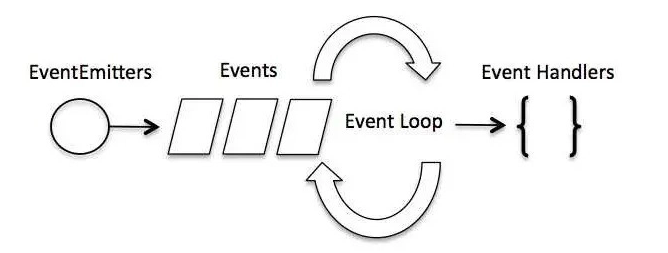 EventEmitters
Events
Event Loop
Event Handlers
{ }